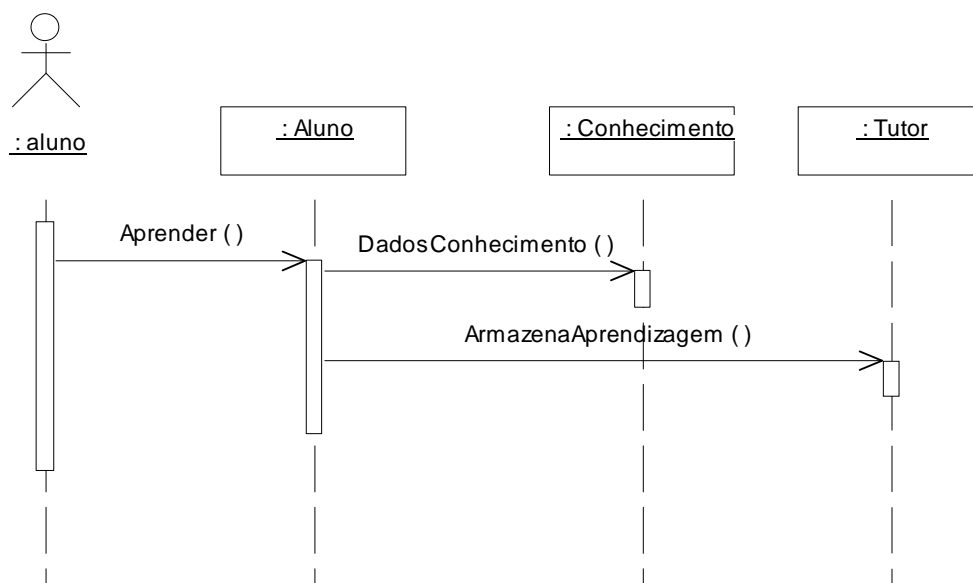 : aluno
: Aluno
: Conhecimento
: Tutor
Aprender ( )
DadosConhecimento ( )
ArmazenaAprendizagem ( )